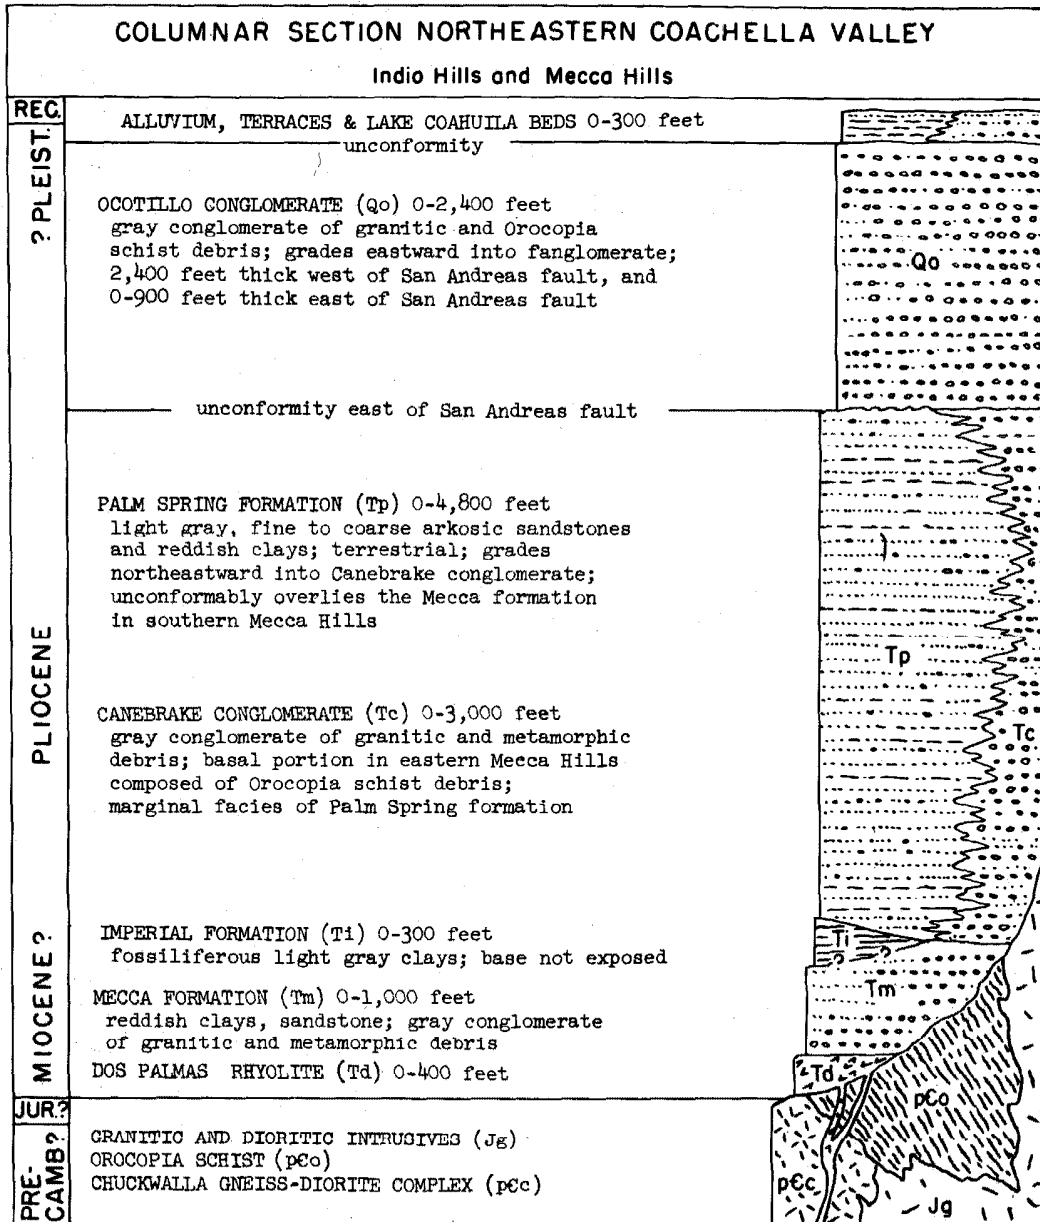 COLUMNAR SECTION NORTHEASTERN COACHELLA VALLEY
Indio Hills and Mecca Hills
REC.
ALLUVIUM, TERRACES & LAKE COAHUILA BEDS 0-300 feet
unconformity
? PLEIST.
OCOTILLO CONGLOMERATE (Qo) 0-2,400 feet
gray conglomerate of granitic and Orocopia
schist debris; grades eastward into fanglomerate;
2,400 feet thick west of San Andreas fault, and
0-900 feet thick east of San Andreas fault
Qo
unconformity east of San Andreas fault
PLIOCENE
PALM SPRING FORMATION (Tp) 0-4,800 feet
light gray, fine to coarse arkosic sandstones
and reddish clays; terrestrial; grades
northeastward into Canebrake conglomerate;
unconformably overlies the Mecca formation
in southern Mecca Hills
Tp
CANEBRAKE CONGLOMERATE (Tc) 0-3,000 feet
gray conglomerate of granitic and metamorphic
debris; basal portion in eastern Mecca Hills
composed of Orocopia schist debris;
marginal facies of Palm Spring formation
Tc
MIOCENE ?
IMPERIAL FORMATION (Ti) 0-300 feet
fossiliferous light gray clays; base not exposed
Ti
? ?
MECCA FORMATION (Tm) 0-1,000 feet
reddish clays, sandstone; gray conglomerate
of granitic and metamorphic debris
Tm
DOS PALMAS RHYOLITE (Td) 0-400 feet
Td
JUR.?
PRE-
CAMB?
GRANITIC AND DIORITIC INTRUSIVES (Jg)
OROCOPIA SCHIST (p€o)
CHUCKWALLA GNEISS-DIORITE COMPLEX (p€c)
p€o
p€c
Jg